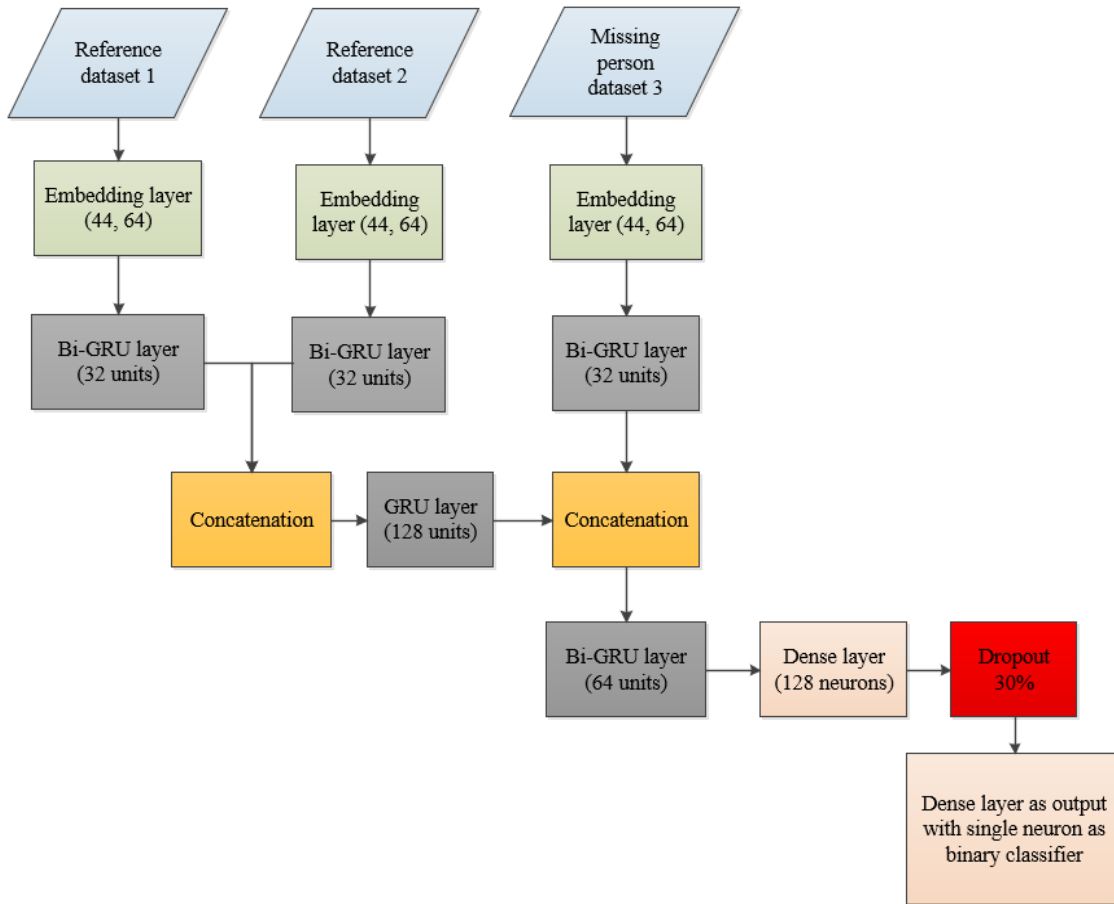 Reference
dataset 1
Reference
dataset 2
Missing
person
dataset 3
Embedding layer
(44, 64)
Embedding
layer (44, 64)
Embedding
layer (44, 64)
Bi-GRU layer
(32 units)
Bi-GRU layer
(32 units)
Bi-GRU layer
(32 units)
Concatenation
GRU layer
(128 units)
Concatenation
Bi-GRU layer
(64 units)
Dense layer
(128 neurons)
Dropout
30%
Dense layer as output
with single neuron as
binary classifier